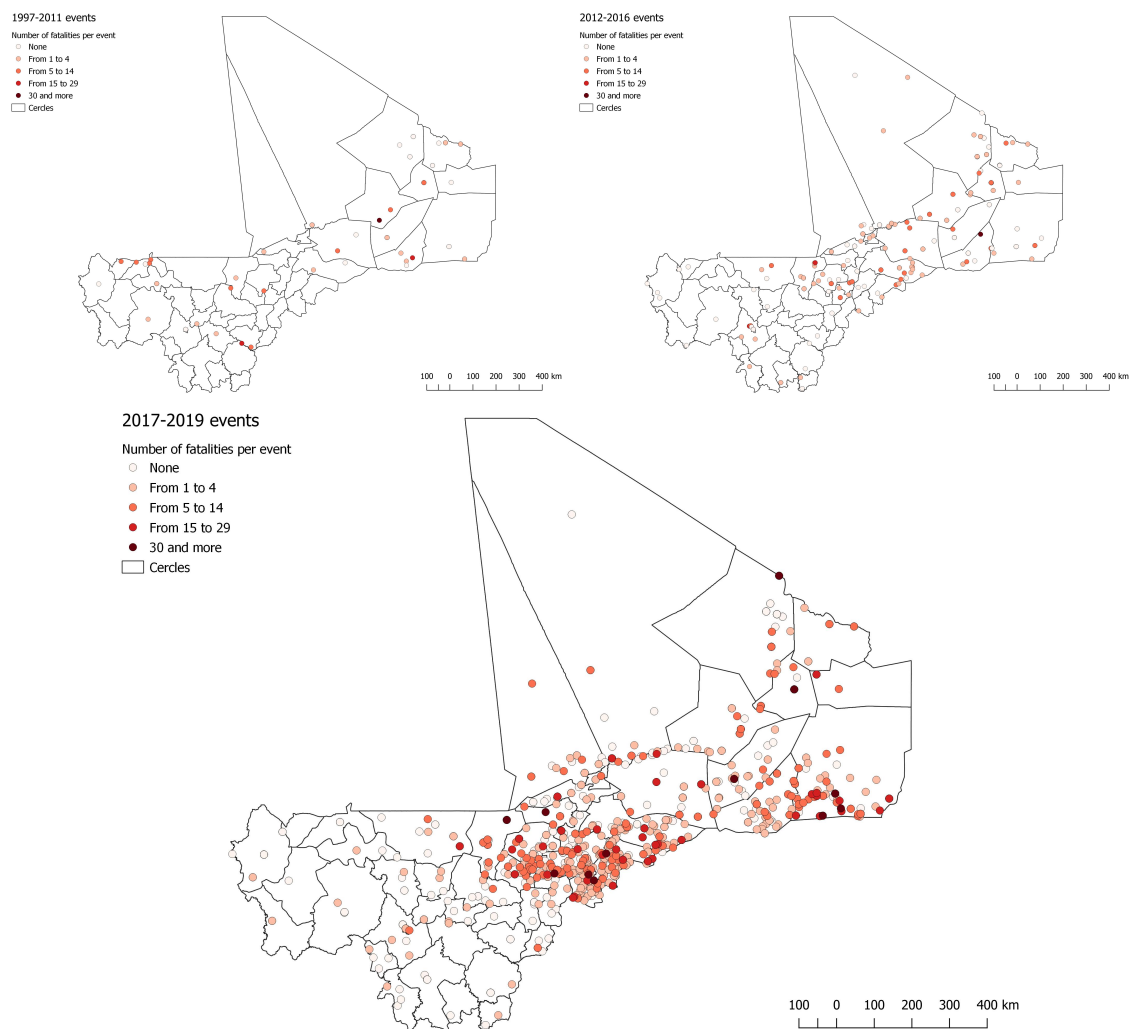 1997-2011 events
Number of fatalities per event
None
From 1 to 4
From 5 to 14
From 15 to 29
30 and more
Cercles
100 0 100 200 300 400 km
2012-2016 events
Number of fatalities per event
None
From 1 to 4
From 5 to 14
From 15 to 29
30 and more
Cercles
100 0 100 200 300 400 km
2017-2019 events
Number of fatalities per event
None
From 1 to 4
From 5 to 14
From 15 to 29
30 and more
Cercles
100 0 100 200 300 400 km